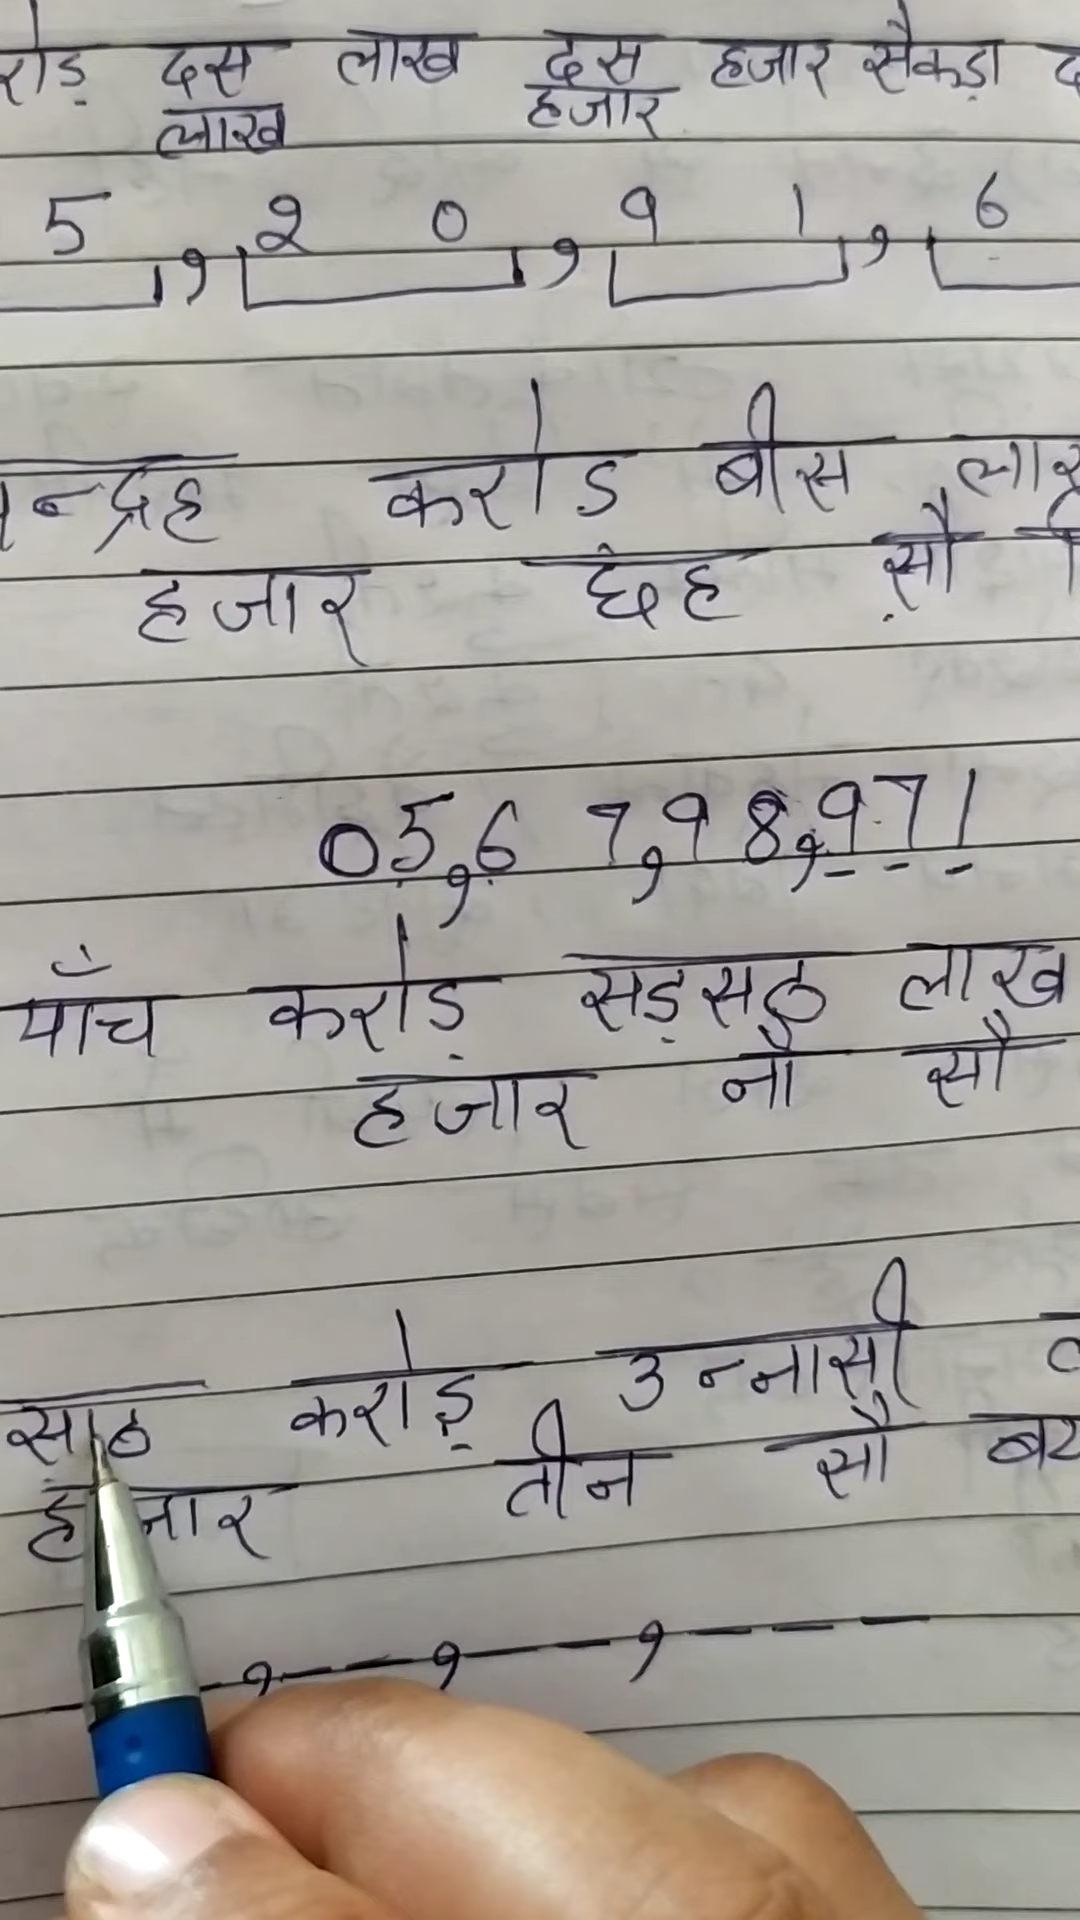 दस लाख दस हजार सैकड़ा
लाख हजार
5 , 2 0 , 9 1 , 6
करोड बीस
हजार छह सौ
05,67,98,971
पाँच करोड़ सड़सठ लाख
हजार नौ सौ
साठ करोड़ उन्नासी
हजार तीन सौ
_ , _ _ , _ _ , _ _ _